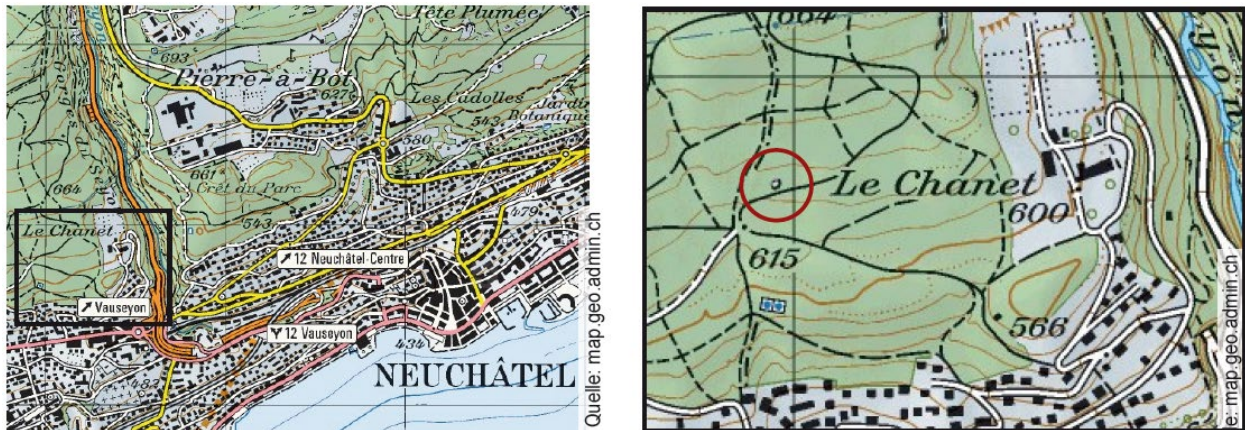 Tête Plumée
693
Pierre-à-Bot
627
Les Cadolles
Jardin
Botanique
543
580
661
Crêt du Parc
664
543
479
Le Chanet
12 Neuchâtel-Centre
Vauseyon
12 Vauseyon
434
482
NEUCHÂTEL
Quelle: map.geo.admin.ch
664
Le Chanet
600
615
566
e: map.geo.admin.ch